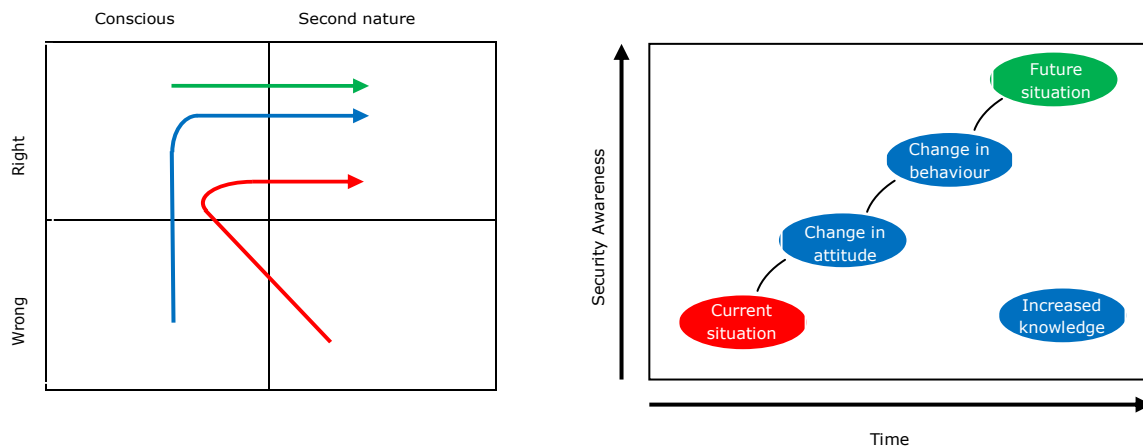 Conscious
Second nature
Right
Wrong
Security Awareness
Future
situation
Change in
behaviour
Change in
attitude
Current
situation
Increased
knowledge
Time